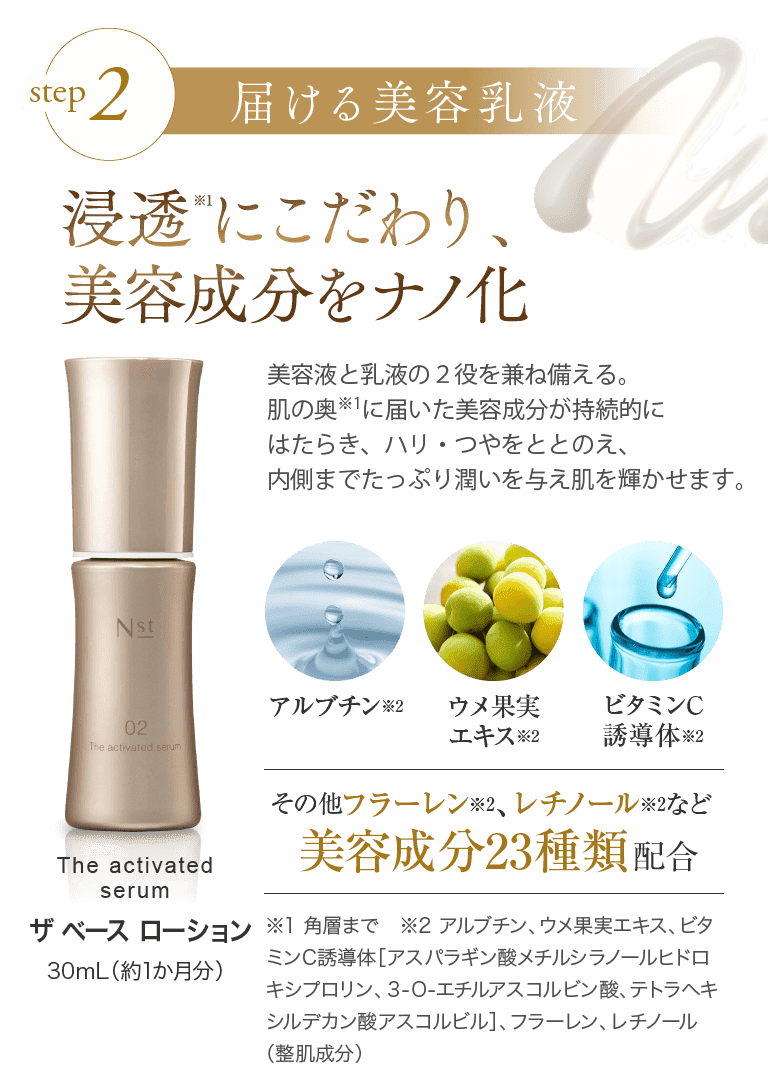 step 2
届ける美容乳液
浸透※1にこだわり、
美容成分をナノ化
美容液と乳液の２役を兼ね備える。
肌の奥※1に届いた美容成分が持続的に
はたらき、ハリ・つやをととのえ、
内側までたっぷり潤いを与え肌を輝かせます。
Nst
02
The activated serum
アルブチン※2
ウメ果実
エキス※2
ビタミンC
誘導体※2
その他フラーレン※2、レチノール※2など
美容成分23種類配合
The activated
serum
ザ ベース ローション
30mL（約1か月分）
※1 角層まで　※2 アルブチン、ウメ果実エキス、ビタ
ミンC誘導体［アスパラギン酸メチルシラノールヒドロ
キシプロリン、3-O-エチルアスコルビン酸、テトラヘキ
シルデカン酸アスコルビル］、フラーレン、レチノール
（整肌成分）